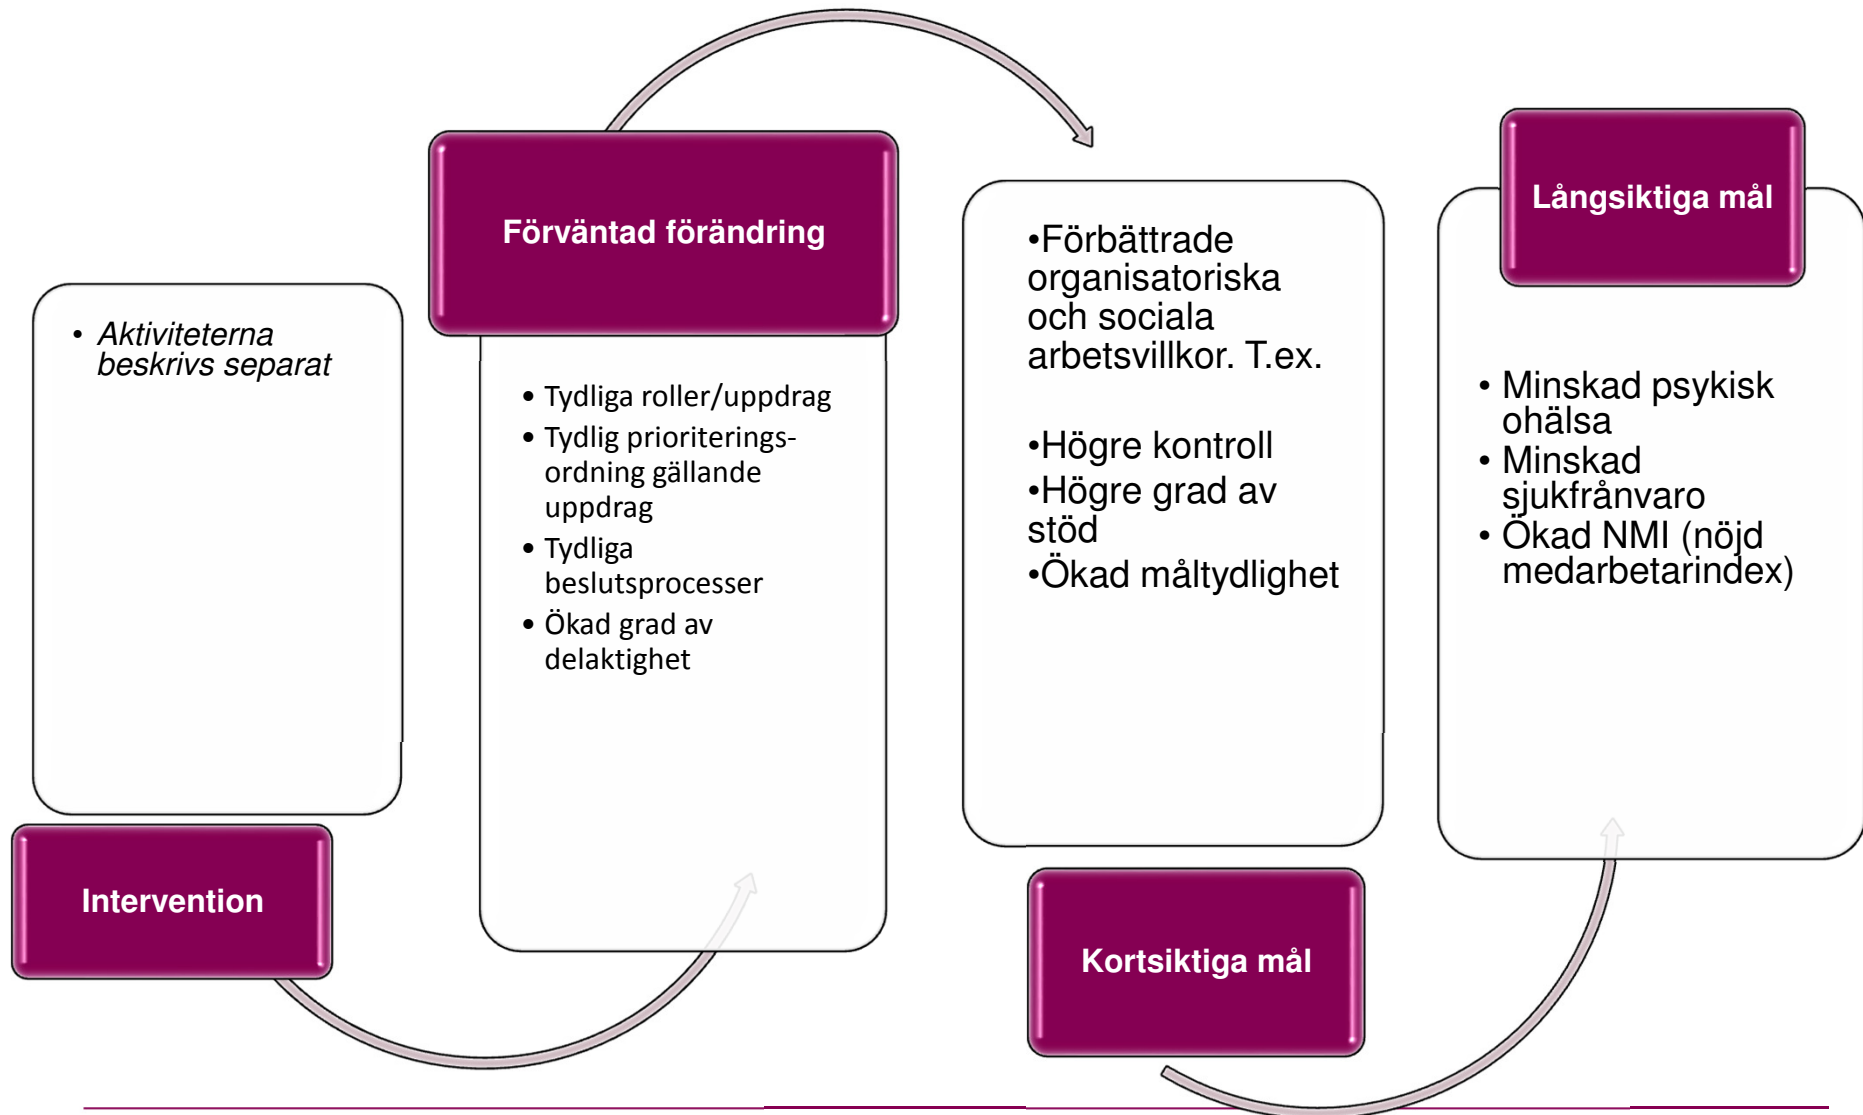 • Aktiviteterna
beskrivs separat
Intervention
Förväntad förändring
• Tydliga roller/uppdrag
• Tydlig prioriterings-
ordning gällande
uppdrag
• Tydliga
beslutsprocesser
• Ökad grad av
delaktighet
•Förbättrade
organisatoriska
och sociala
arbetsvillkor. T.ex.
•Högre kontroll
•Högre grad av
stöd
•Ökad måltydlighet
Kortsiktiga mål
Långsiktiga mål
• Minskad psykisk
ohälsa
• Minskad
sjukfrånvaro
• Ökad NMI (nöjd
medarbetarindex)